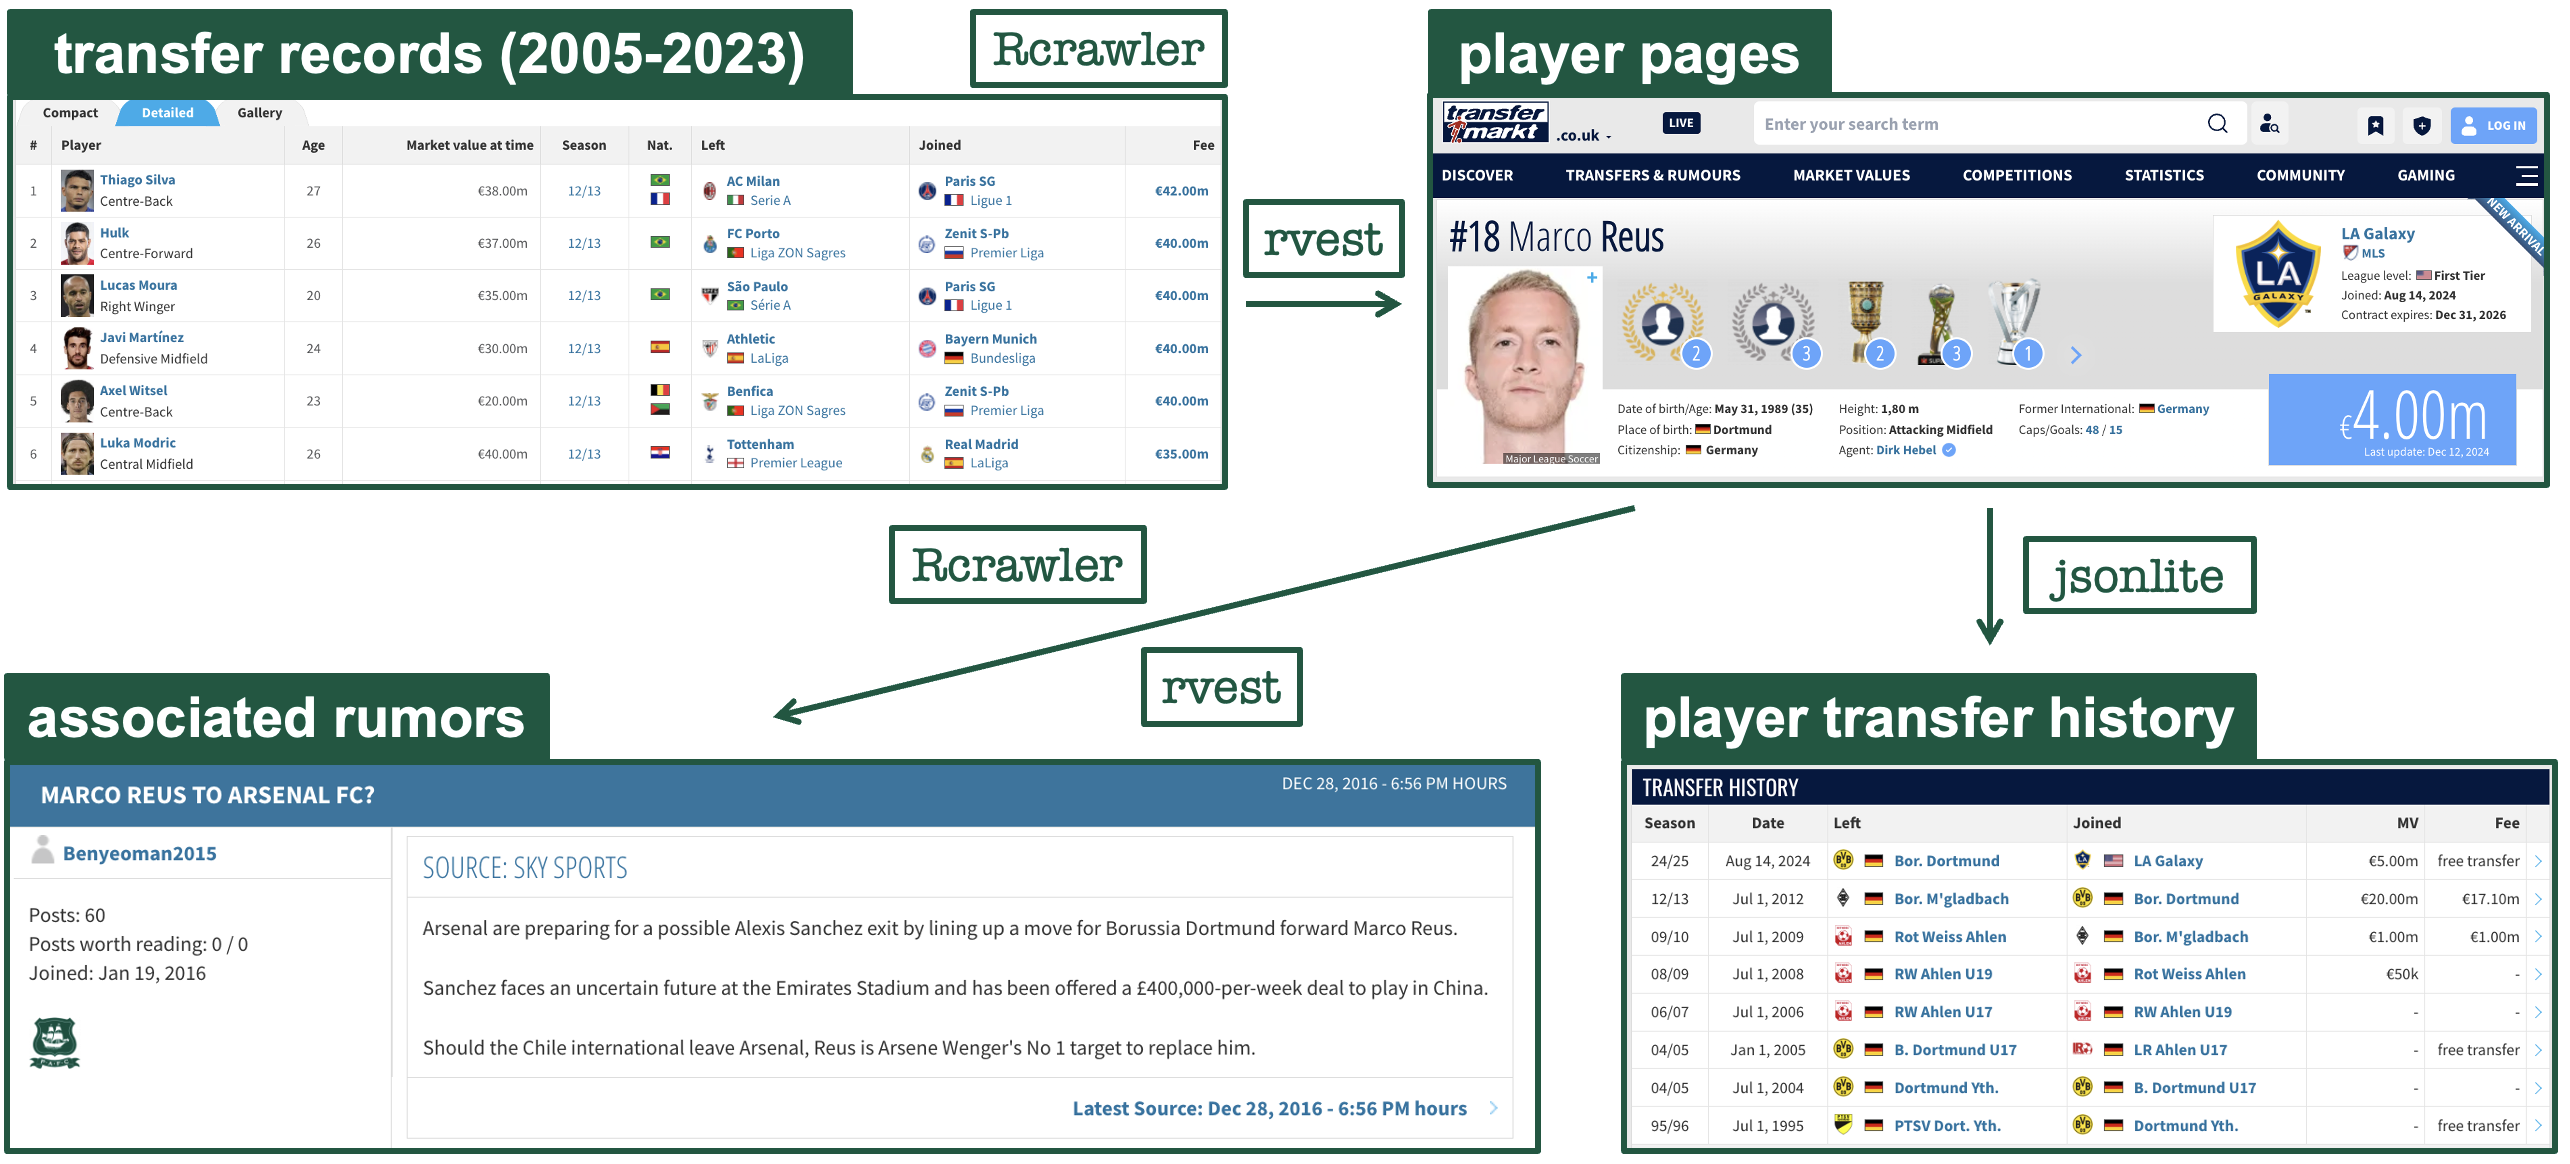 transfer records (2005-2023)
Rcrawler
Compact Detailed Gallery
# Player Age Market value at time Season Nat. Left Joined Fee
1 Thiago Silva Centre-Back 27 €38.00m 12/13 AC Milan Serie A Paris SG Ligue 1 €42.00m
2 Hulk Centre-Forward 26 €37.00m 12/13 FC Porto Liga ZON Sagres Zenit S-Pb Premier Liga €40.00m
3 Lucas Moura Right Winger 20 €35.00m 12/13 São Paulo Série A Paris SG Ligue 1 €40.00m
4 Javi Martínez Defensive Midfield 24 €30.00m 12/13 Athletic LaLiga Bayern Munich Bundesliga €40.00m
5 Axel Witsel Centre-Back 23 €20.00m 12/13 Benfica Liga ZON Sagres Zenit S-Pb Premier Liga €40.00m
6 Luka Modric Central Midfield 26 €40.00m 12/13 Tottenham Premier League Real Madrid LaLiga €35.00m
rvest
player pages
transfer markt .co.uk LIVE Enter your search term LOG IN
DISCOVER TRANSFERS & RUMOURS MARKET VALUES COMPETITIONS STATISTICS COMMUNITY GAMING
#18 Marco Reus
2 3 2 3 1
Major League Soccer
NEW ARRIVAL
LA GALAXY
LA Galaxy
MLS
League level: First Tier
Joined: Aug 14, 2024
Contract expires: Dec 31, 2026
Date of birth/Age: May 31, 1989 (35) Height: 1,80 m Former International: Germany
Place of birth: Dortmund Position: Attacking Midfield Caps/Goals: 48 / 15
Citizenship: Germany Agent: Dirk Hebel
€4.00m
Last update: Dec 12, 2024
Rcrawler
rvest
jsonlite
associated rumors
MARCO REUS TO ARSENAL FC? DEC 28, 2016 - 6:56 PM HOURS
Benyeoman2015
Posts: 60
Posts worth reading: 0 / 0
Joined: Jan 19, 2016
SOURCE: SKY SPORTS
Arsenal are preparing for a possible Alexis Sanchez exit by lining up a move for Borussia Dortmund forward Marco Reus.
Sanchez faces an uncertain future at the Emirates Stadium and has been offered a £400,000-per-week deal to play in China.
Should the Chile international leave Arsenal, Reus is Arsene Wenger's No 1 target to replace him.
Latest Source: Dec 28, 2016 - 6:56 PM hours
player transfer history
TRANSFER HISTORY
Season Date Left Joined MV Fee
24/25 Aug 14, 2024 Bor. Dortmund LA Galaxy €5.00m free transfer
12/13 Jul 1, 2012 Bor. M'gladbach Bor. Dortmund €20.00m €17.10m
09/10 Jul 1, 2009 Rot Weiss Ahlen Bor. M'gladbach €1.00m €1.00m
08/09 Jul 1, 2008 RW Ahlen U19 Rot Weiss Ahlen €50k -
06/07 Jul 1, 2006 RW Ahlen U17 RW Ahlen U19 - -
04/05 Jan 1, 2005 B. Dortmund U17 LR Ahlen U17 - free transfer
04/05 Jul 1, 2004 Dortmund Yth. B. Dortmund U17 - -
95/96 Jul 1, 1995 PTSV Dort. Yth. Dortmund Yth. - free transfer